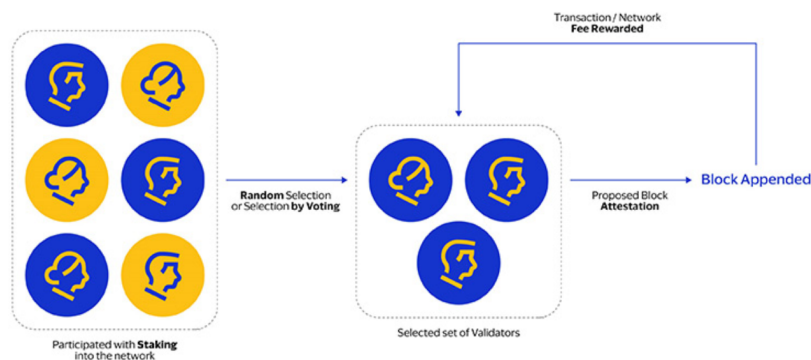 Transaction / Network
Fee Rewarded
Random Selection
or Selection by Voting
Proposed Block
Attestation
Block Appended
Participated with Staking
into the network
Selected set of Validators